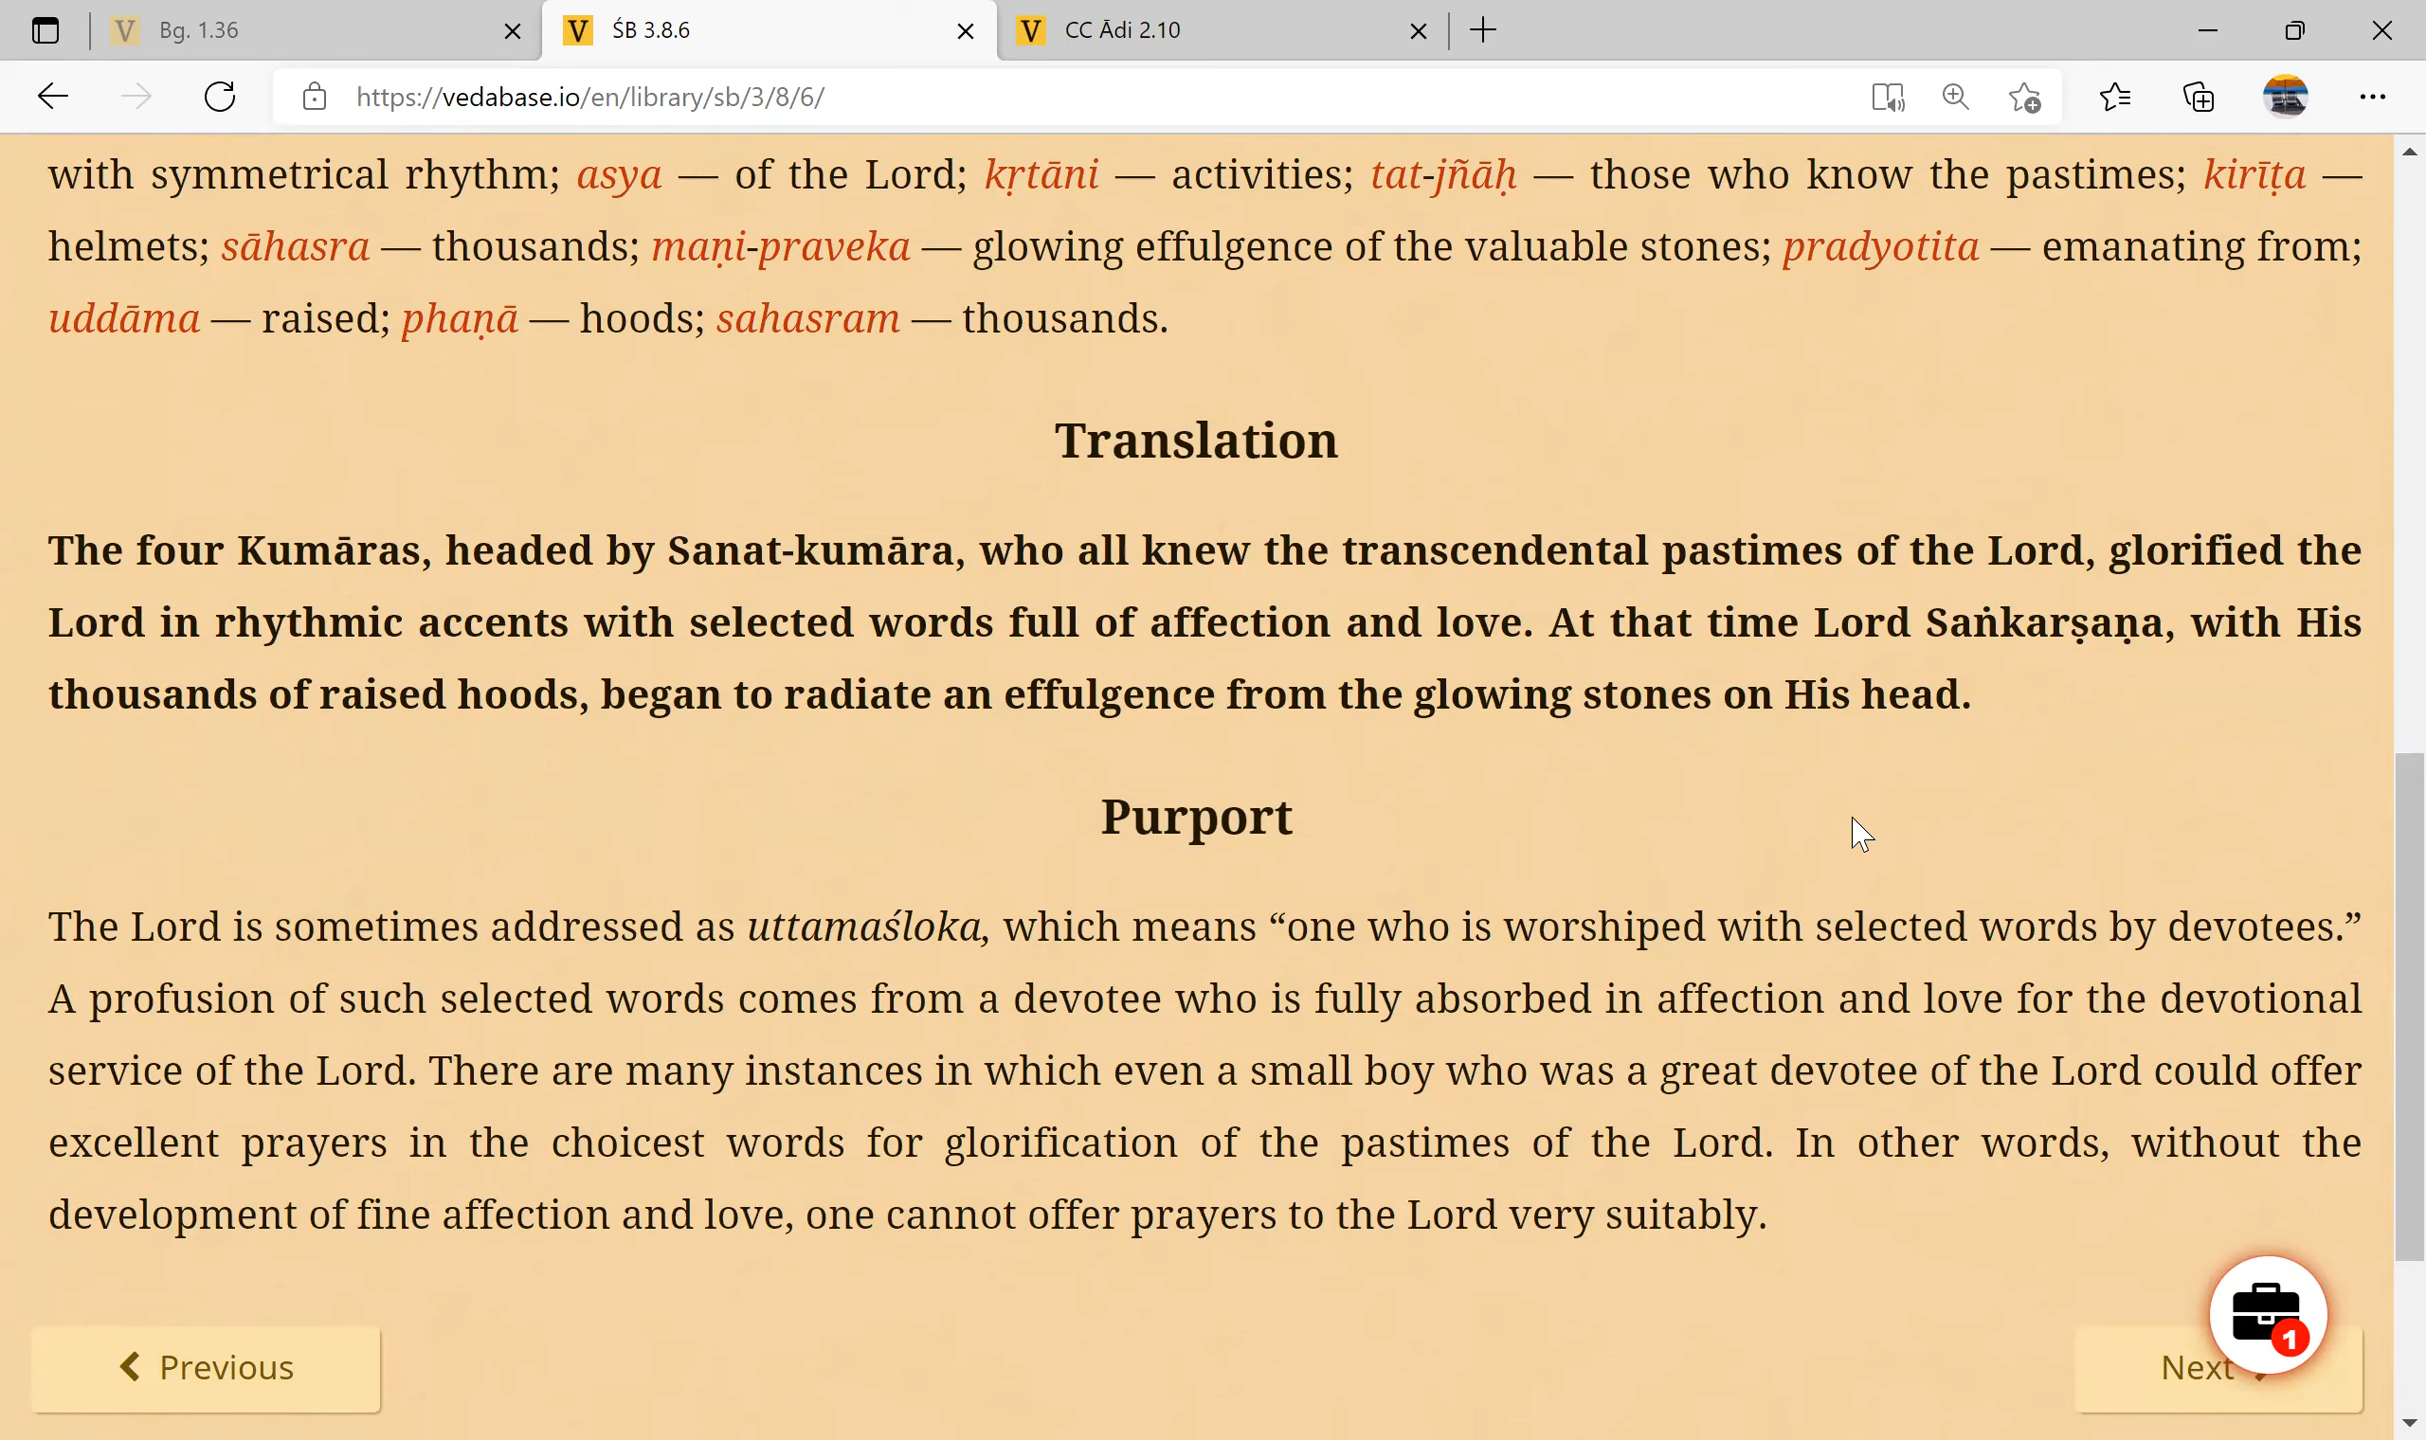 Bg. 1.36
ŚB 3.8.6
CC Ādi 2.10
https://vedabase.io/en/library/sb/3/8/6/
with symmetrical rhythm; asya — of the Lord; kṛtāni — activities; tat-jñāḥ — those who know the pastimes; kirīṭa —
helmets; sāhasra — thousands; maṇi-praveka — glowing effulgence of the valuable stones; pradyotita — emanating from;
uddāma — raised; phaṇā — hoods; sahasram — thousands.
Translation
The four Kumāras, headed by Sanat-kumāra, who all knew the transcendental pastimes of the Lord, glorified the
Lord in rhythmic accents with selected words full of affection and love. At that time Lord Saṅkarṣaṇa, with His
thousands of raised hoods, began to radiate an effulgence from the glowing stones on His head.
Purport
The Lord is sometimes addressed as uttamaśloka, which means “one who is worshiped with selected words by devotees.”
A profusion of such selected words comes from a devotee who is fully absorbed in affection and love for the devotional
service of the Lord. There are many instances in which even a small boy who was a great devotee of the Lord could offer
excellent prayers in the choicest words for glorification of the pastimes of the Lord. In other words, without the
development of fine affection and love, one cannot offer prayers to the Lord very suitably.
Previous
Next
1